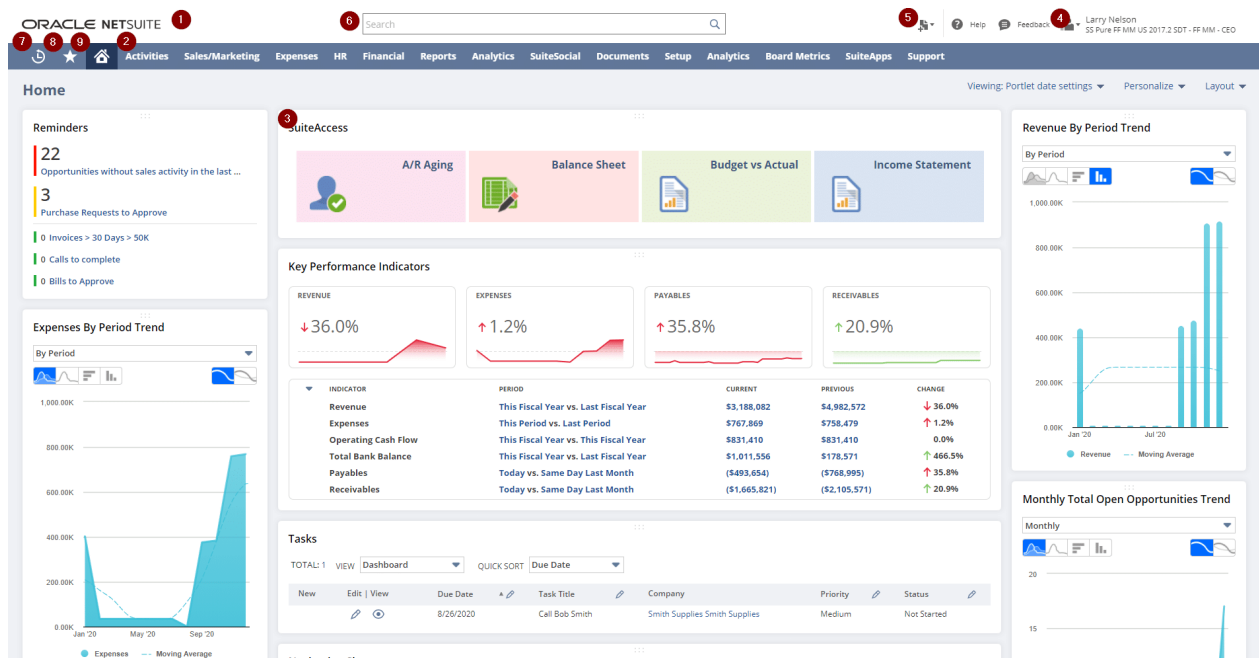 ORACLE NETSUITE 1
6 Search
5 Help Feedback 4 Larry Nelson
SS Pure FF MM US 2017.2 SDT - FF MM - CEO
7 8 9 2
Activities Sales/Marketing Expenses HR Financial Reports Analytics SuiteSocial Documents Setup Analytics Board Metrics SuiteApps Support
Home
Viewing: Portlet date settings Personalize Layout
Reminders
22
Opportunities without sales activity in the last ...
3
Purchase Requests to Approve
0 Invoices > 30 Days > 50K
0 Calls to complete
0 Bills to Approve
Expenses By Period Trend
By Period
1,000.00K
800.00K
600.00K
400.00K
200.00K
0.00K
Jan '20 May '20 Sep '20
Expenses Moving Average
3
SuiteAccess
A/R Aging Balance Sheet Budget vs Actual Income Statement
Key Performance Indicators
REVENUE EXPENSES PAYABLES RECEIVABLES
↓36.0% ↑1.2% ↑35.8% ↑20.9%
INDICATOR PERIOD CURRENT PREVIOUS CHANGE
Revenue This Fiscal Year vs. Last Fiscal Year $3,188,082 $4,982,572 ↓ 36.0%
Expenses This Period vs. Last Period $767,869 $758,479 ↑ 1.2%
Operating Cash Flow This Fiscal Year vs. This Fiscal Year $831,410 $831,410 0.0%
Total Bank Balance This Fiscal Year vs. Last Fiscal Year $1,011,556 $178,571 ↑ 466.5%
Payables Today vs. Same Day Last Month ($493,654) ($768,995) ↑ 35.8%
Receivables Today vs. Same Day Last Month ($1,665,821) ($2,105,571) ↑ 20.9%
Tasks
TOTAL: 1 VIEW Dashboard QUICK SORT Due Date
New Edit | View Due Date Task Title Company Priority Status
8/26/2020 Call Bob Smith Smith Supplies Smith Supplies Medium Not Started
Revenue By Period Trend
By Period
1,000.00K
800.00K
600.00K
400.00K
200.00K
0.00K
Jan '20 Jul '20
Revenue Moving Average
Monthly Total Open Opportunities Trend
Monthly
20
15